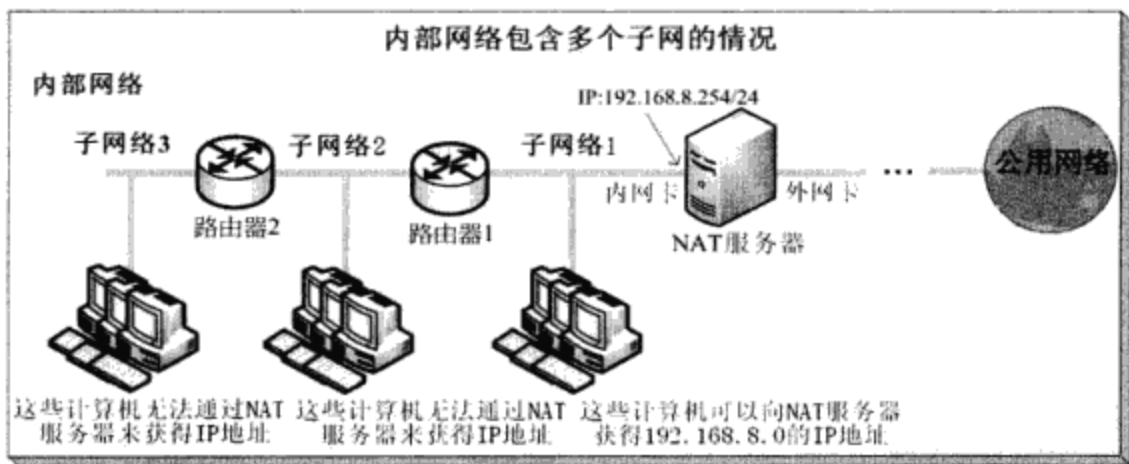 内部网络包含多个子网的情况
内部网络
IP:192.168.8.254/24
子网络3
子网络2
子网络1
内网卡
外网卡
...
公用网络
路由器2
路由器1
NAT服务器
这些计算机无法通过NAT
服务器来获得IP地址
这些计算机无法通过NAT
服务器来获得IP地址
这些计算机可以向NAT服务器
获得192.168.8.0的IP地址